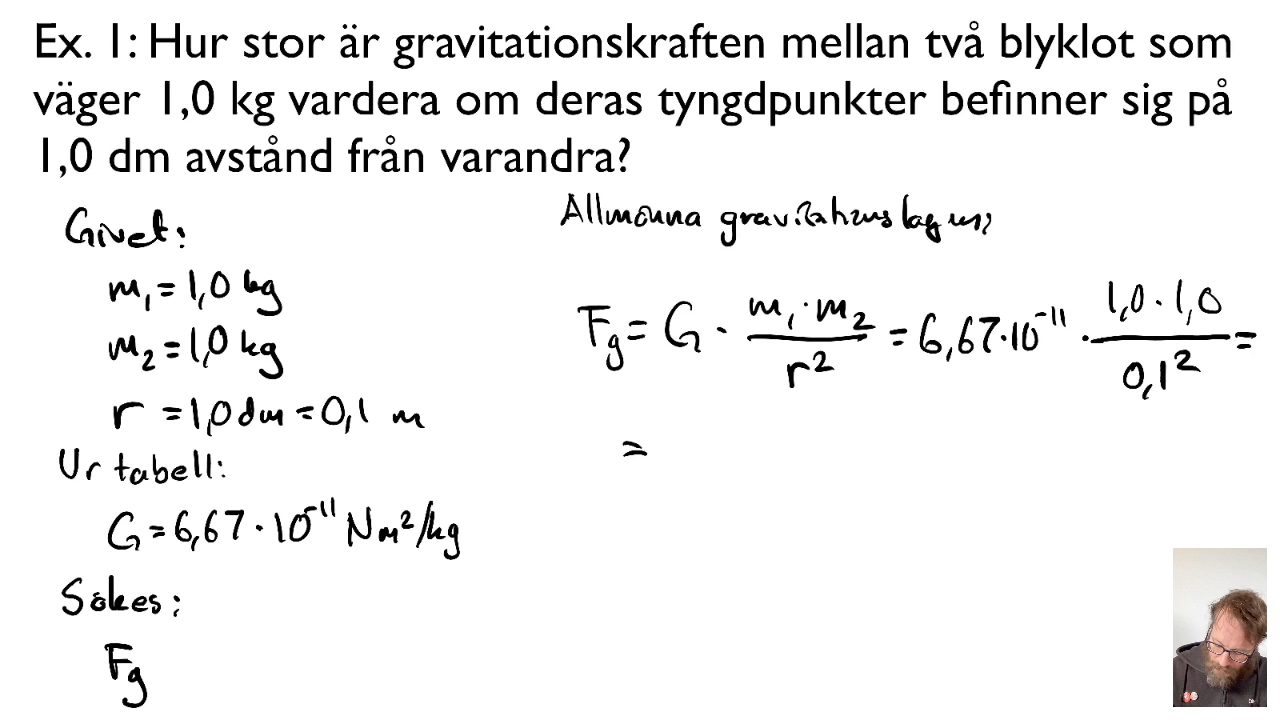 Ex. 1: Hur stor är gravitationskraften mellan två blyklot som
väger 1,0 kg vardera om deras tyngdpunkter befinner sig på
1,0 dm avstånd från varandra?
Givet:
m₁ = 1,0 kg
m₂ = 1,0 kg
r = 1,0 dm = 0,1 m
Ur tabell:
G = 6,67 · 10⁻¹¹ Nm²/kg
Sökes:
Fg
Allmänna gravitationslagen:
Fg = G · m₁ · m₂ / r² = 6,67 · 10⁻¹¹ · 1,0 · 1,0 / 0,1² =
=